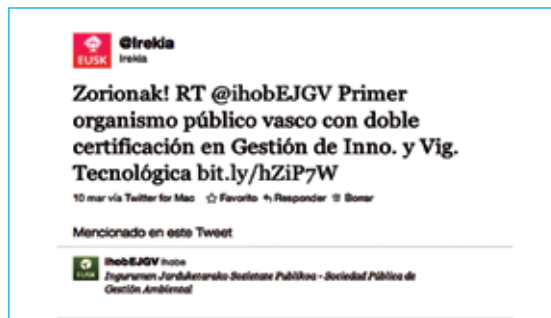 @Irekia
Irekia
EUSK
Zorionak! RT @ihobEJGV Primer
organismo público vasco con doble
certificación en Gestión de Inno. y Vig.
Tecnológica bit.ly/hZiP7W
10 mar vía Twitter for Mac Favorito Responder Borrar
Mencionado en este Tweet
ihobEJGV ihobe
EUSK
Ingurumen Jarduketarako Sozietate Publikoa - Sociedad Pública de
Gestión Ambiental